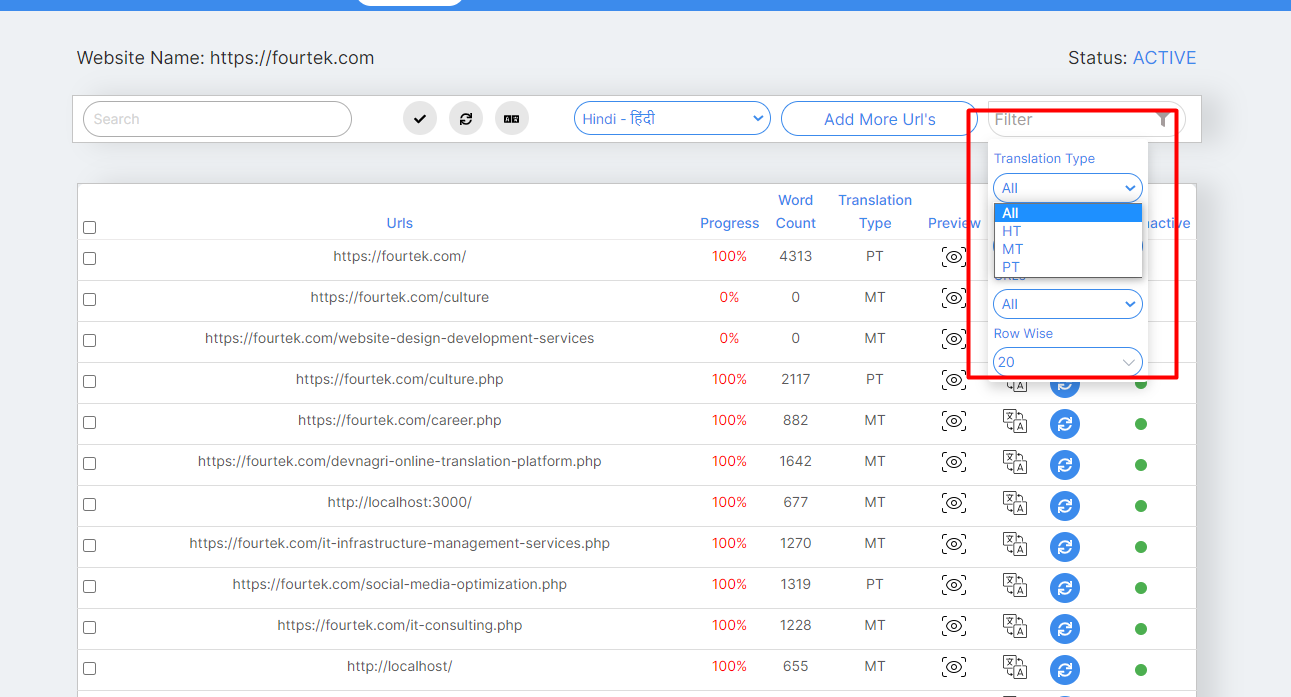 Website Name: https://fourtek.com
Status: ACTIVE
Search
Hindi - हिंदी
Add More Url's
Filter
Translation Type
All
All
HT
MT
PT
All
Row Wise
20
Urls
Progress
Word Count
Translation Type
Preview
https://fourtek.com/ 100% 4313 PT
https://fourtek.com/culture 0% 0 MT
https://fourtek.com/website-design-development-services 0% 0 MT
https://fourtek.com/culture.php 100% 2117 PT
https://fourtek.com/career.php 100% 882 MT
https://fourtek.com/devnagri-online-translation-platform.php 100% 1642 MT
http://localhost:3000/ 100% 677 MT
https://fourtek.com/it-infrastructure-management-services.php 100% 1270 MT
https://fourtek.com/social-media-optimization.php 100% 1319 PT
https://fourtek.com/it-consulting.php 100% 1228 MT
http://localhost/ 100% 655 MT